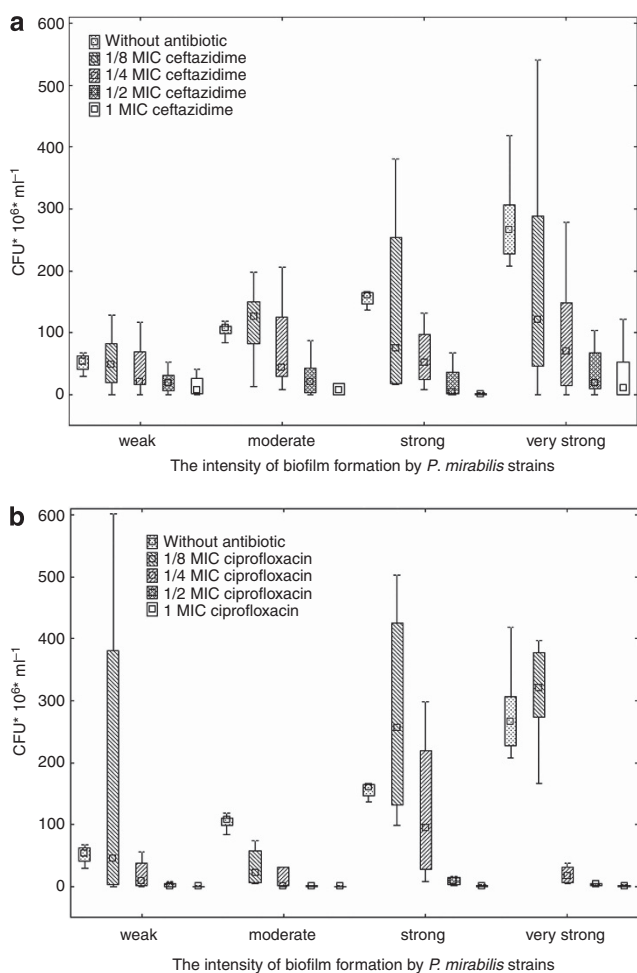 a
600
500
400
300
200
100
0
CFU* 10⁶* ml⁻¹
Without antibiotic
1/8 MIC ceftazidime
1/4 MIC ceftazidime
1/2 MIC ceftazidime
1 MIC ceftazidime
weak moderate strong very strong
The intensity of biofilm formation by P. mirabilis strains
b
600
500
400
300
200
100
0
CFU* 10⁶* ml⁻¹
Without antibiotic
1/8 MIC ciprofloxacin
1/4 MIC ciprofloxacin
1/2 MIC ciprofloxacin
1 MIC ciprofloxacin
weak moderate strong very strong
The intensity of biofilm formation by P. mirabilis strains